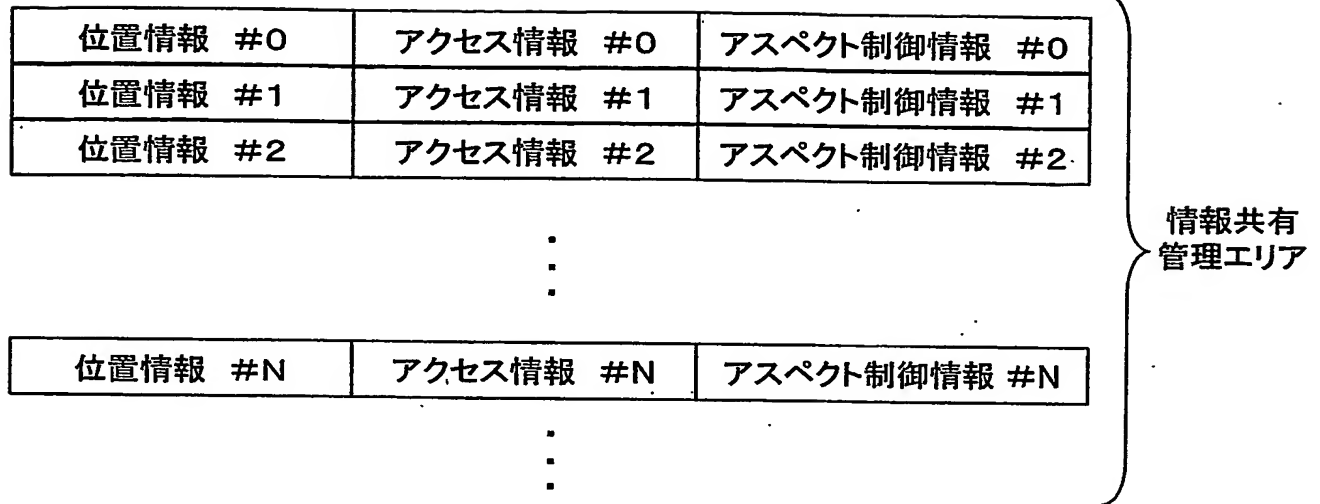 位置情報 #0 アクセス情報 #0 アスペクト制御情報 #0
位置情報 #1 アクセス情報 #1 アスペクト制御情報 #1
位置情報 #2 アクセス情報 #2 アスペクト制御情報 #2
情報共有
管理エリア
位置情報 #N アクセス情報 #N アスペクト制御情報 #N